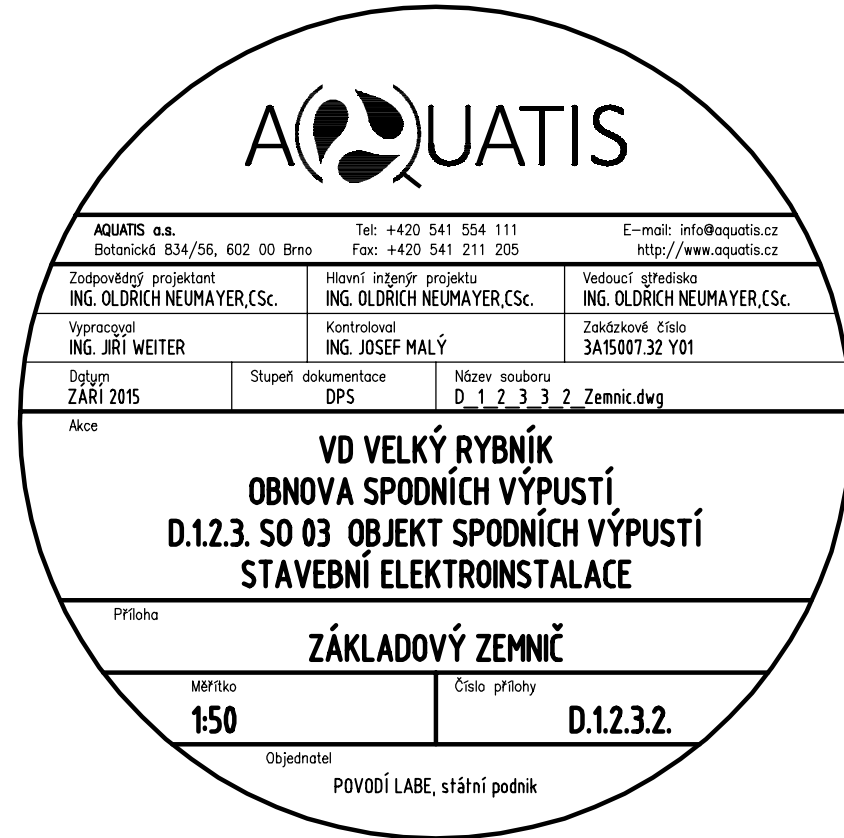 AQUATIS
AQUATIS a.s.
Botanická 834/56, 602 00 Brno
Tel: +420 541 554 111
Fax: +420 541 211 205
E-mail: info@aquatis.cz
http://www.aquatis.cz
Zodpovědný projektant
ING. OLDŘICH NEUMAYER,CSc.
Hlavní inženýr projektu
ING. OLDŘICH NEUMAYER,CSc.
Vedoucí střediska
ING. OLDŘICH NEUMAYER,CSc.
Vypracoval
ING. JIŘÍ WEITER
Kontroloval
ING. JOSEF MALÝ
Zakázkové číslo
3A15007.32 Y01
Datum
ZÁŘÍ 2015
Stupeň dokumentace
DPS
Název souboru
D_1_2_3_3_2_Zemnic.dwg
Akce
VD VELKÝ RYBNÍK
OBNOVA SPODNÍCH VÝPUSTÍ
D.1.2.3. SO 03 OBJEKT SPODNÍCH VÝPUSTÍ
STAVEBNÍ ELEKTROINSTALACE
Příloha
ZÁKLADOVÝ ZEMNIČ
Měřítko
1:50
Číslo přílohy
D.1.2.3.2.
Objednatel
POVODÍ LABE, státní podnik